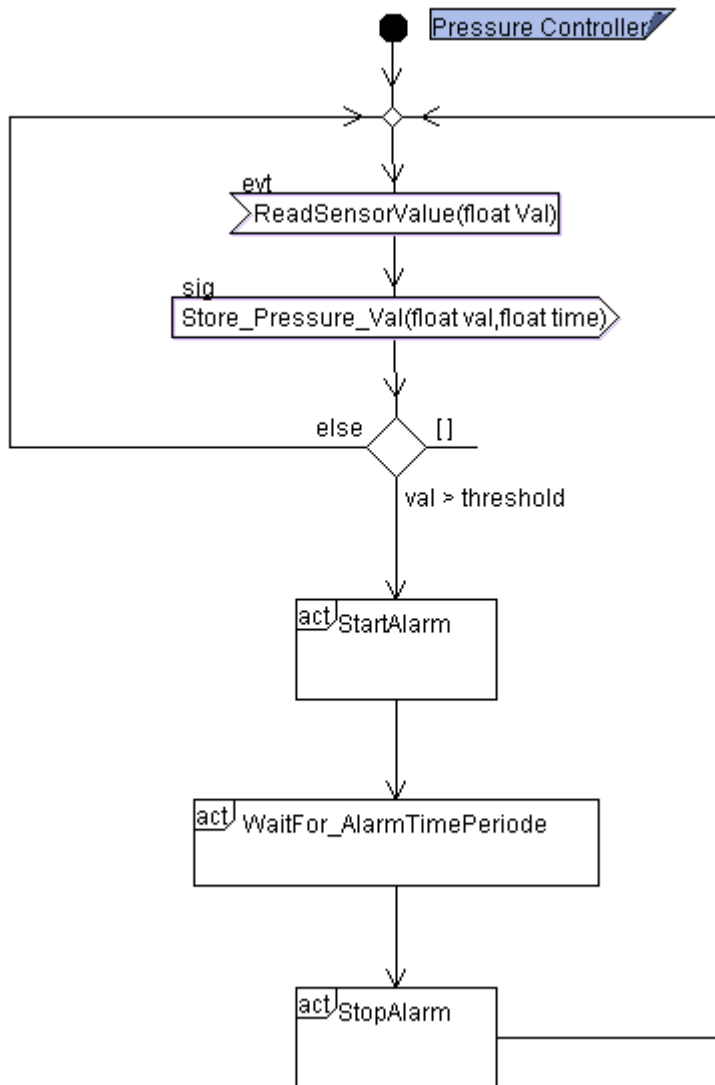 Pressure Controller
evt
ReadSensorValue(float Val)
sig
Store_Pressure_Val(float val,float time)
else
[ ]
val > threshold
act
StartAlarm
act
WaitFor_AlarmTimePeriode
act
StopAlarm